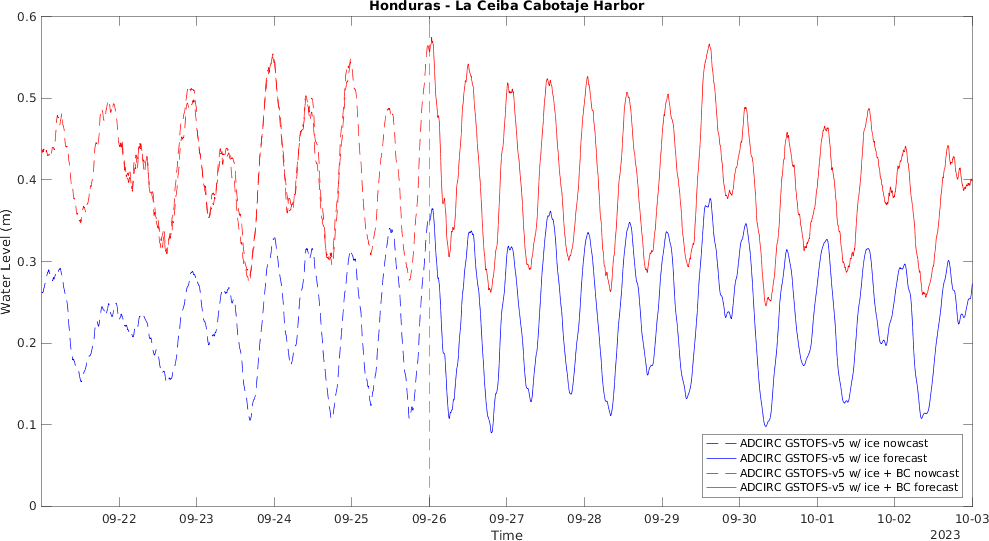 Honduras - La Ceiba Cabotaje Harbor
0.6
0.5
0.4
0.3
0.2
0.1
0
Water Level (m)
ADCIRC GSTOFS-v5 w/ ice nowcast
ADCIRC GSTOFS-v5 w/ ice forecast
ADCIRC GSTOFS-v5 w/ ice + BC nowcast
ADCIRC GSTOFS-v5 w/ ice + BC forecast
09-22 09-23 09-24 09-25 09-26 09-27 09-28 09-29 09-30 10-01 10-02 10-03
Time
2023